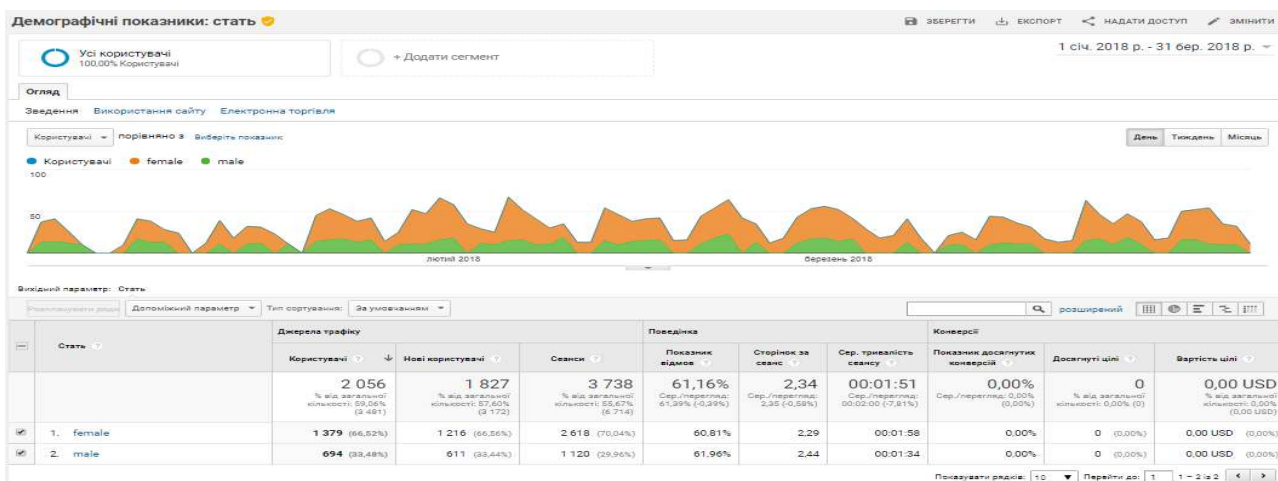 Демографічні показники: стать
ЗБЕРЕГТИ ЕКСПОРТ НАДАТИ ДОСТУП ЗМІНИТИ
Усі користувачі
100,00% Користувачі
+ Додати сегмент
1 січ. 2018 р. - 31 бер. 2018 р.
Огляд
Зведення Використання сайту Електронна торгівля
Користувачі порівняно з Виберіть показник
День Тиждень Місяць
Користувачі female male
100
50
лютий 2018 березень 2018
Вихідний параметр: Стать
Допоміжний параметр Тип сортування: За умовчанням
розширений
Джерела трафіку Поведінка Конверсії
Стать Користувачі Нові користувачі Сеанси Показник відмов Сторінок за сеанс Сер. тривалість сеансу Показник досягнутих конверсій Досягнуті цілі Вартість цілі
2 056 1 827 3 738 61,16% 2,34 00:01:51 0,00% 0 0,00 USD
% від загальної кількості: 59,06% (3 481) % від загальної кількості: 57,60% (3 172) % від загальної кількості: 55,67% (6 714) Сер./перегляд: 61,39% (-0,39%) Сер./перегляд: 2,35 (-0,58%) Сер./перегляд: 00:02:00 (-7,81%) Сер./перегляд: 0,00% (0,00%) % від загальної кількості: 0,00% (0) % від загальної кількості: 0,00% (0,00 USD)
1. female 1 379 (66,52%) 1 216 (66,56%) 2 618 (70,04%) 60,81% 2,29 00:01:58 0,00% 0 (0,00%) 0,00 USD (0,00%)
2. male 694 (33,48%) 611 (33,44%) 1 120 (29,96%) 61,96% 2,44 00:01:34 0,00% 0 (0,00%) 0,00 USD (0,00%)
Показувати рядків: 10 Перейти до: 1 1 – 2 із 2